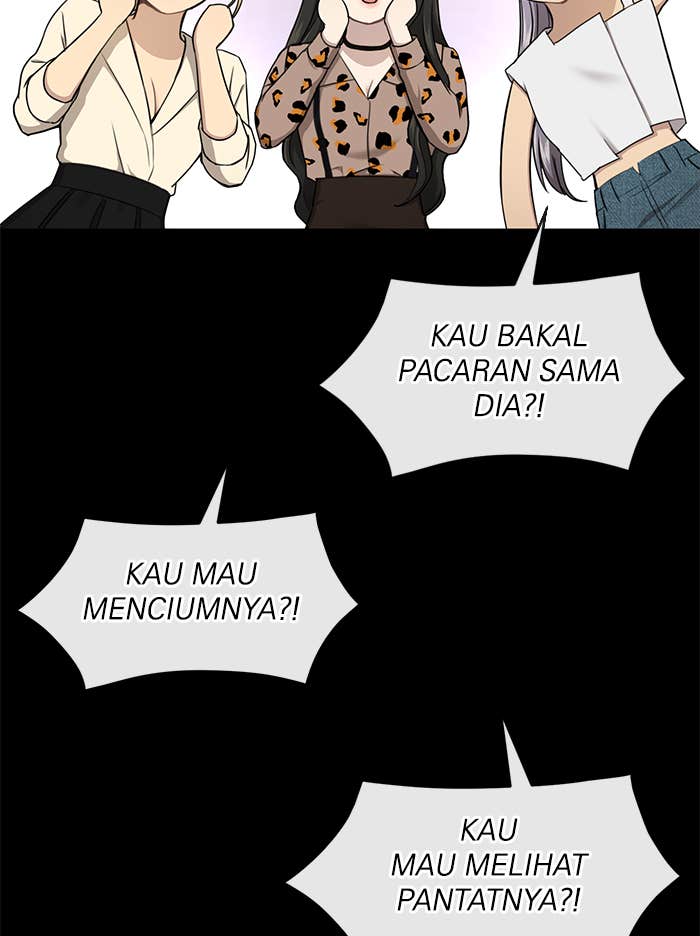 KAU BAKAL
PACARAN SAMA
DIA?!
KAU MAU
MENCIUMNYA?!
KAU
MAU MELIHAT
PANTATNYA?!